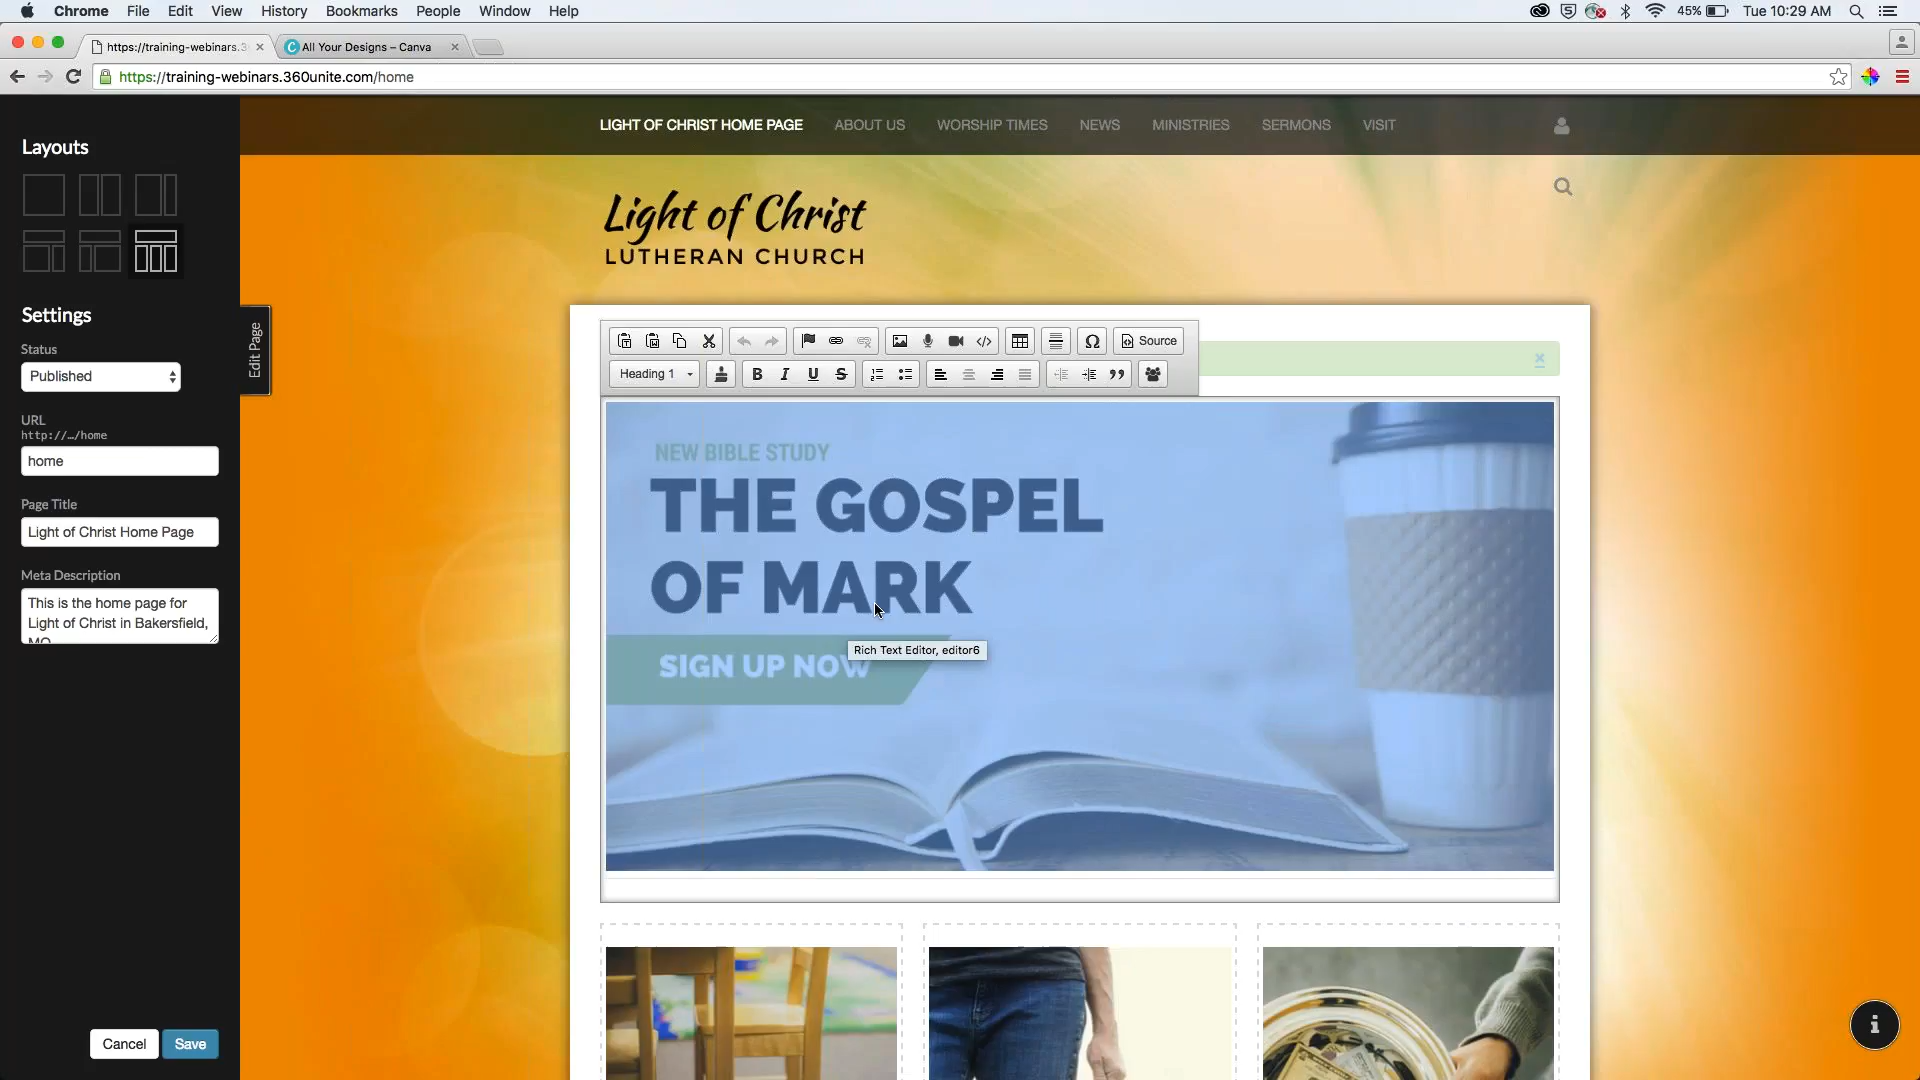 Chrome File Edit View History Bookmarks People Window Help 45% Tue 10:29 AM
https://training-webinars.3 All Your Designs – Canva
https://training-webinars.360unite.com/home
LIGHT OF CHRIST HOME PAGE ABOUT US WORSHIP TIMES NEWS MINISTRIES SERMONS VISIT
Light of Christ
LUTHERAN CHURCH
Layouts
Settings
Status
Published
URL
http://…/home
home
Page Title
Light of Christ Home Page
Meta Description
This is the home page for
Light of Christ in Bakersfield,
MO
Cancel Save
Edit Page
Source
Heading 1 B I U S
NEW BIBLE STUDY
THE GOSPEL
OF MARK
SIGN UP NOW
Rich Text Editor, editor6